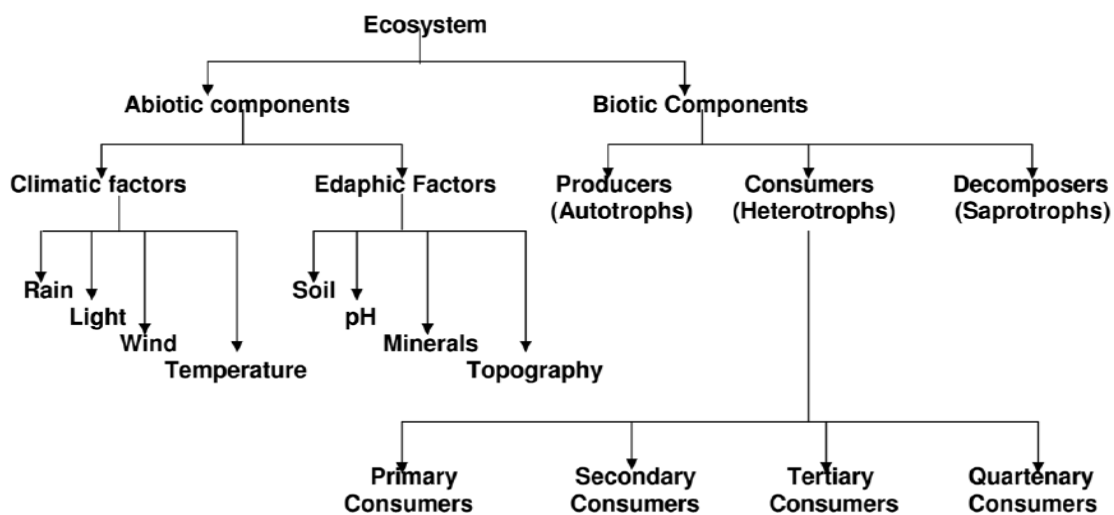 Ecosystem
Abiotic components
Biotic Components
Climatic factors
Edaphic Factors
Producers
(Autotrophs)
Consumers
(Heterotrophs)
Decomposers
(Saprotrophs)
Rain
Light
Wind
Temperature
Soil
pH
Minerals
Topography
Primary
Consumers
Secondary
Consumers
Tertiary
Consumers
Quartenary
Consumers